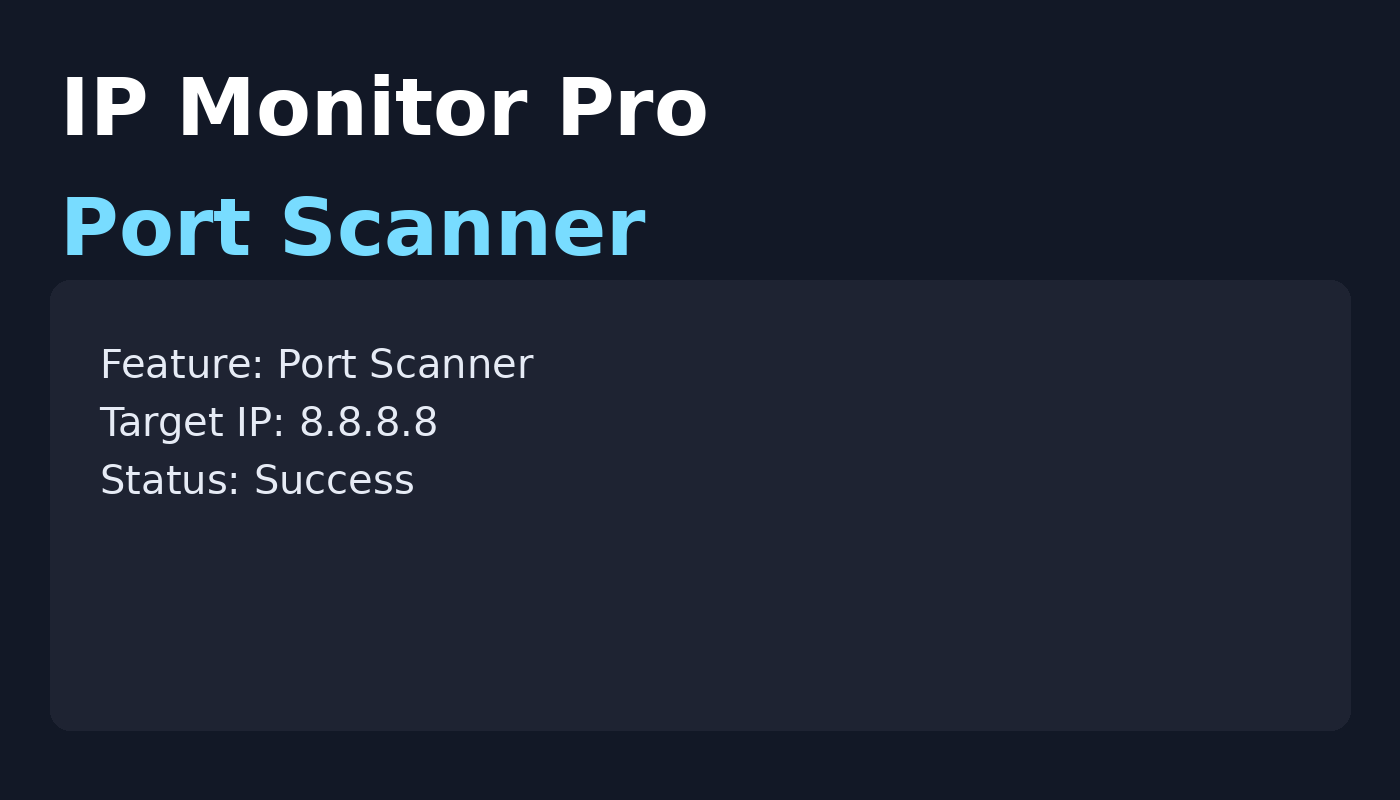 IP Monitor Pro
Port Scanner
Feature: Port Scanner
Target IP: 8.8.8.8
Status: Success